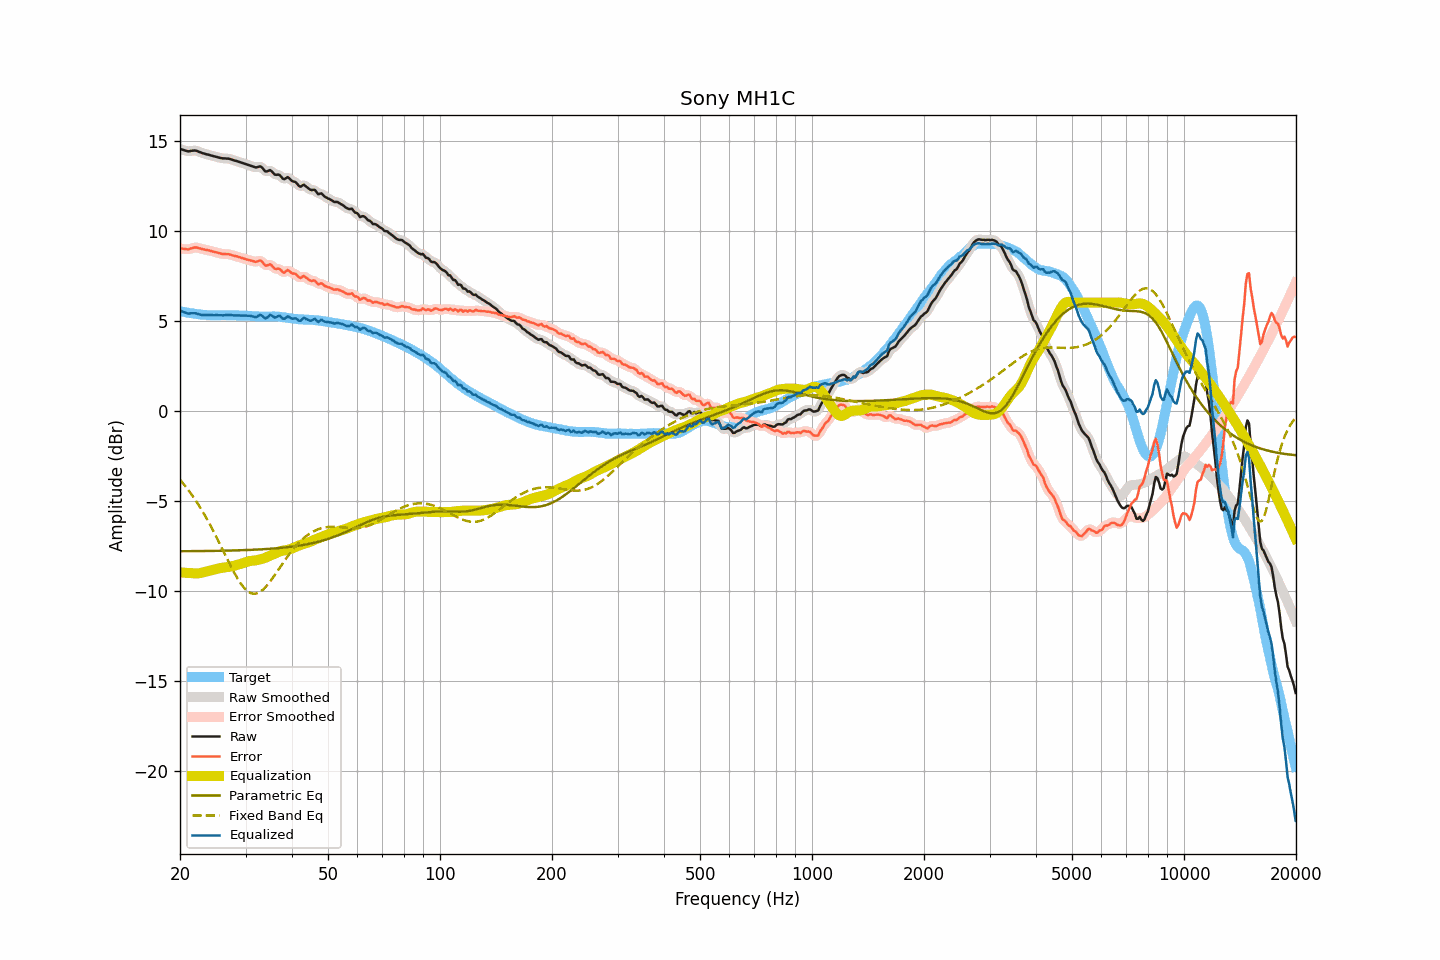 Sony MH1C
Amplitude (dBr)
15
10
5
0
−5
−10
−15
−20
Target
Raw Smoothed
Error Smoothed
Raw
Error
Equalization
Parametric Eq
Fixed Band Eq
Equalized
20 50 100 200 500 1000 2000 5000 10000 20000
Frequency (Hz)